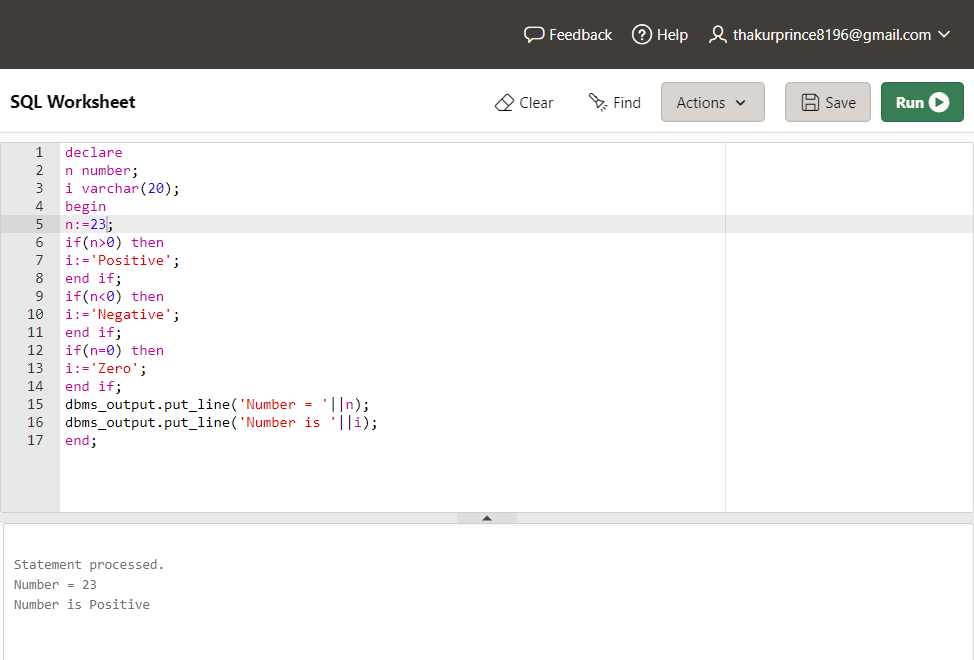 Feedback Help thakurprince8196@gmail.com
SQL Worksheet Clear Find Actions Save Run
1 declare
2 n number;
3 i varchar(20);
4 begin
5 n:=23;
6 if(n>0) then
7 i:='Positive';
8 end if;
9 if(n<0) then
10 i:='Negative';
11 end if;
12 if(n=0) then
13 i:='Zero';
14 end if;
15 dbms_output.put_line('Number = '||n);
16 dbms_output.put_line('Number is '||i);
17 end;
Statement processed.
Number = 23
Number is Positive